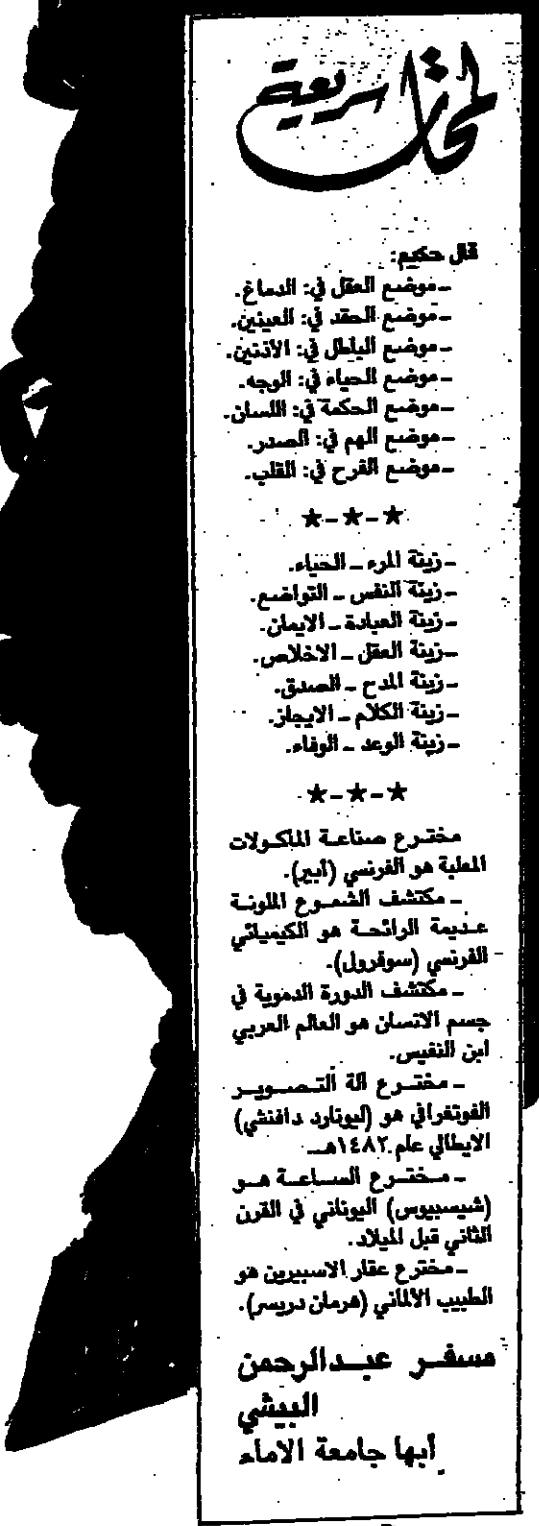 لمحات سريعة
قال حكيم:
ـ موضع العقل في: الدماغ.
ـ موضع الحقد في: العينين.
ـ موضع الباطل في: الاذنين.
ـ موضع الحياء في: الوجه.
ـ موضع الحكمة في: اللسان.
ـ موضع الهم في: الصدر.
ـ موضع الفرح في: القلب.
★ـ★ـ★
ـ زينة المرء ـ الحياء.
ـ زينة النفس ـ التواضع.
ـ زينة العبادة ـ الايمان.
ـ زينة العقل ـ الاخلاص.
ـ زينة المدح ـ الصدق.
ـ زينة الكلام ـ الايجاز.
ـ زينة الوعد ـ الوفاء.
★ـ★ـ★
مخترع صناعة الماكولات
المعلبة هو الفرنسي (أبير).
ـ مكتشف الشموع الملونة
عديمة الرائحة هو الكيميائي
الفرنسي (سوفرول).
ـ مكتشف الدورة الدموية في
جسم الانسان هو العالم العربي
ابن النفيس.
ـ مخترع آلة التصوير
الفوتغرافي هو (ليونارد دافنشي)
الايطالي عام ١٤٨٢هـ
ـ مخترع الساعة هو
(شيسبيوس) اليوناني في القرن
الثاني قبل الميلاد.
ـ مخترع عقار الاسبيرين هو
الطبيب الالماني (هرمان دريسر).
مسفر عبدالرحمن
البيشي
أبها جامعة الامام